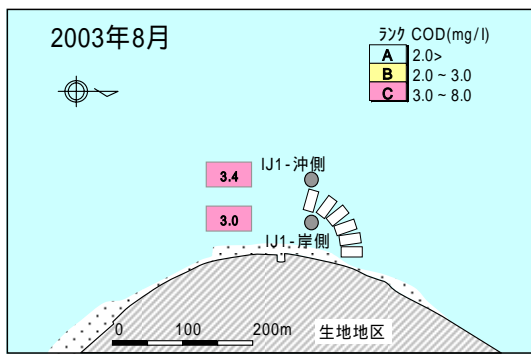 2003年8月
ﾗﾝｸ COD(mg/l)
A 2.0>
B 2.0 ~ 3.0
C 3.0 ~ 8.0
3.4
IJ1-沖側
3.0
IJ1-岸側
0 100 200m
生地地区